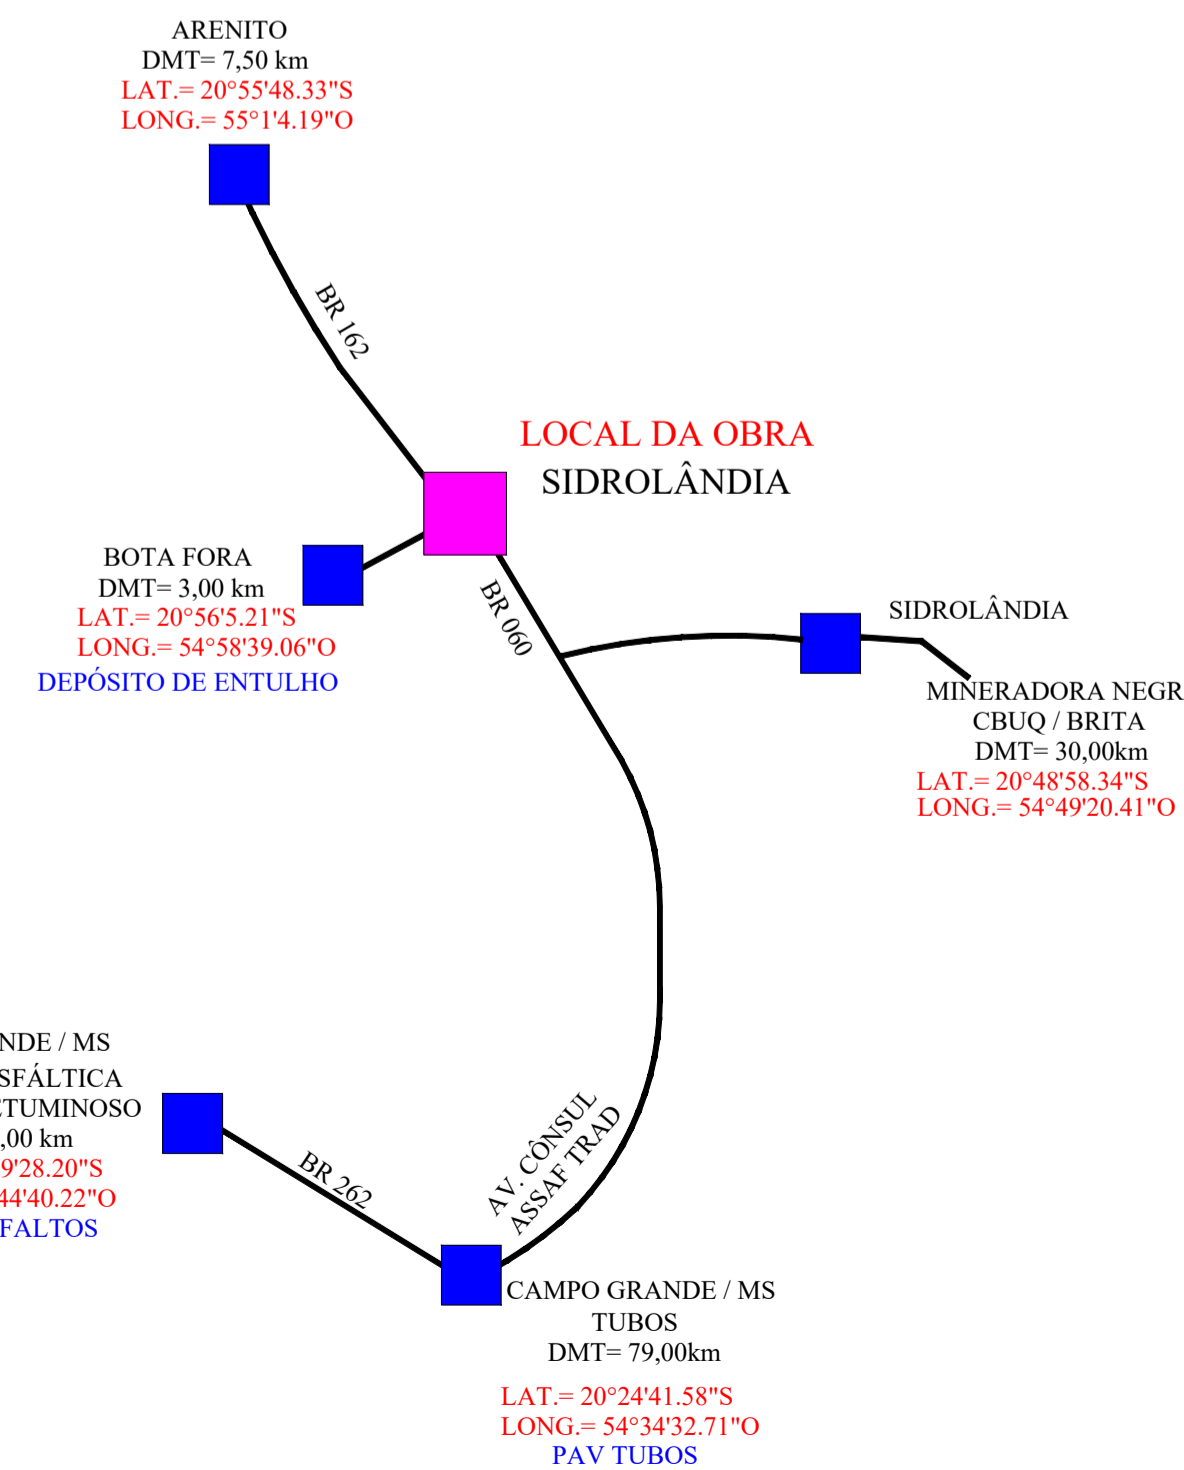 ARENITO
DMT= 7,50 km
LAT.= 20°55'48.33"S
LONG.= 55°1'4.19"O
BR 162
LOCAL DA OBRA
SIDROLÂNDIA
BOTA FORA
DMT= 3,00 km
LAT.= 20°56'5.21"S
LONG.= 54°58'39.06"O
DEPÓSITO DE ENTULHO
BR 060
SIDROLÂNDIA
MINERADORA NEGR
CBUQ / BRITA
DMT= 30,00km
LAT.= 20°48'58.34"S
LONG.= 54°49'20.41"O
NDE / MS
SFÁLTICA
ETUMINOSO
,00 km
9'28.20"S
44'40.22"O
FALTOS
BR 262
AV. CÔNSUL
ASSAF TRAD
CAMPO GRANDE / MS
TUBOS
DMT= 79,00km
LAT.= 20°24'41.58"S
LONG.= 54°34'32.71"O
PAV TUBOS